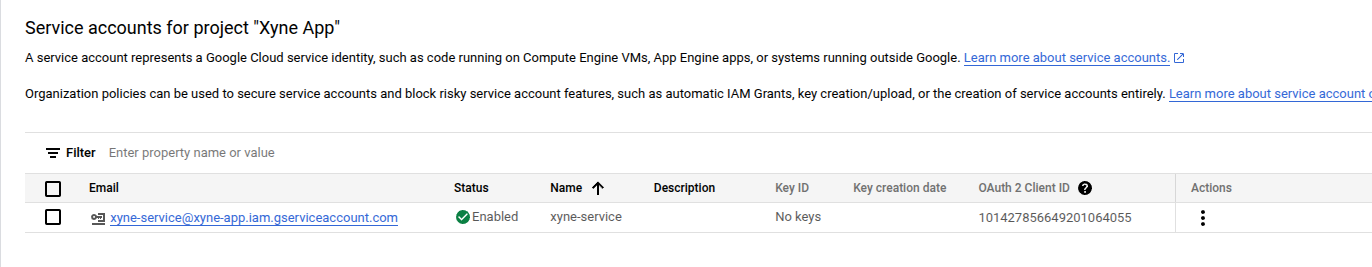 Service accounts for project "Xyne App"
A service account represents a Google Cloud service identity, such as code running on Compute Engine VMs, App Engine apps, or systems running outside Google. Learn more about service accounts.
Organization policies can be used to secure service accounts and block risky service account features, such as automatic IAM Grants, key creation/upload, or the creation of service accounts entirely. Learn more about service account
Filter Enter property name or value
Email Status Name Description Key ID Key creation date OAuth 2 Client ID Actions
xyne-service@xyne-app.iam.gserviceaccount.com Enabled xyne-service No keys 101427856649201064055